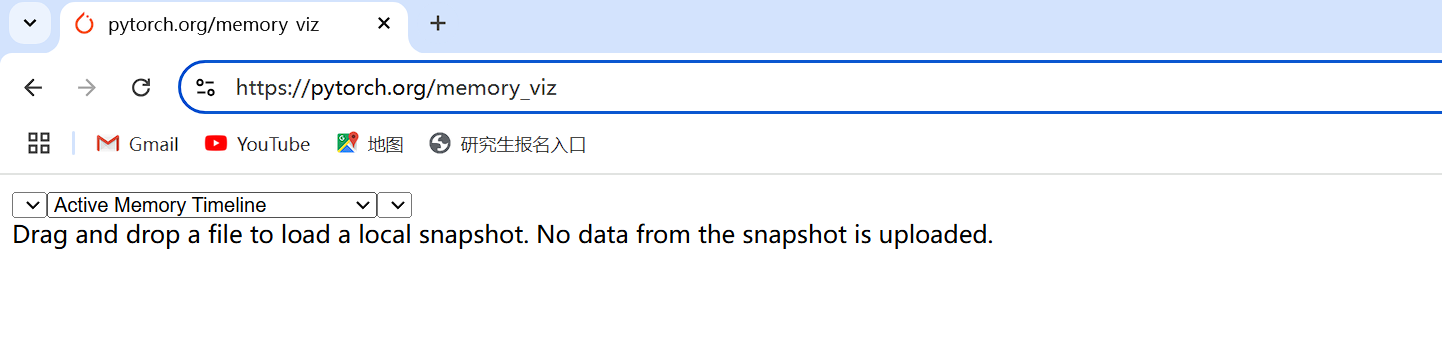 pytorch.org/memory_viz
https://pytorch.org/memory_viz
Gmail YouTube 地图 研究生报名入口
Active Memory Timeline
Drag and drop a file to load a local snapshot. No data from the snapshot is uploaded.